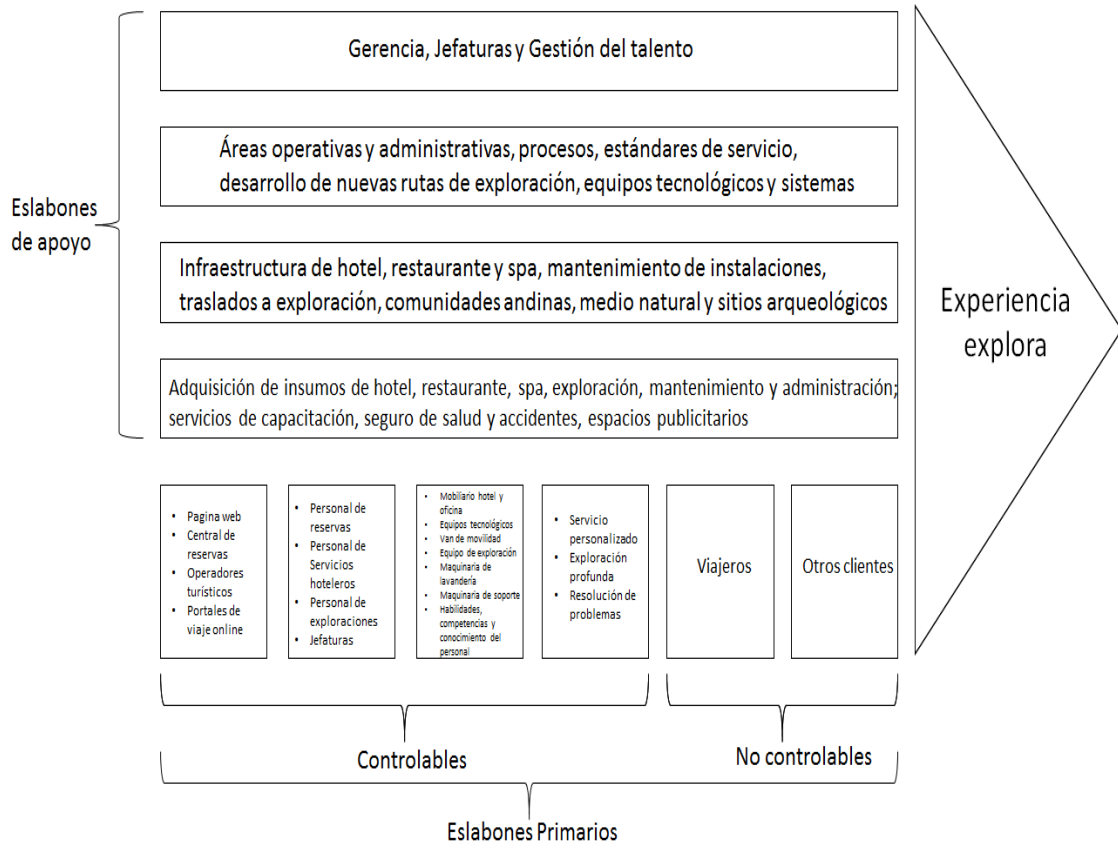 Gerencia, Jefaturas y Gestión del talento
Áreas operativas y administrativas, procesos, estándares de servicio,
desarrollo de nuevas rutas de exploración, equipos tecnológicos y sistemas
Eslabones
de apoyo
Infraestructura de hotel, restaurante y spa, mantenimiento de instalaciones,
traslados a exploración, comunidades andinas, medio natural y sitios arqueológicos
Adquisición de insumos de hotel, restaurante, spa, exploración, mantenimiento y administración;
servicios de capacitación, seguro de salud y accidentes, espacios publicitarios
Experiencia
explora
• Pagina web
• Central de
reservas
• Operadores
turísticos
• Portales de
viaje online
• Personal de
reservas
• Personal de
Servicios
hoteleros
• Personal de
exploraciones
• Jefaturas
• Mobiliario hotel y
oficina
• Equipos tecnológicos
• Van de movilidad
• Equipo de exploración
• Maquinaria de
lavandería
• Maquinaria de soporte
• Habilidades,
competencias y
conocimiento del
personal
• Servicio
personalizado
• Exploración
profunda
• Resolución de
problemas
Viajeros
Otros clientes
Controlables
No controlables
Eslabones Primarios